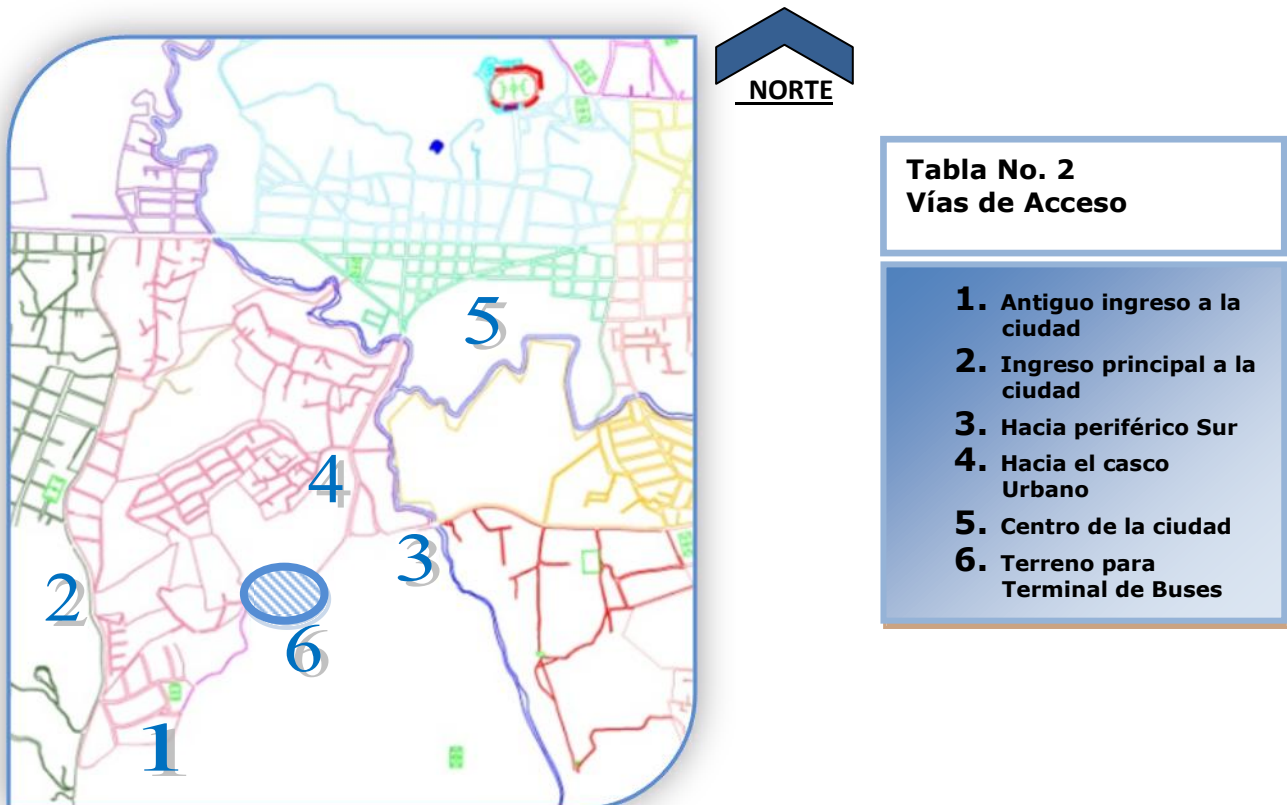 NORTE
Tabla No. 2
Vías de Acceso
5
4
3
2
6
1
1. Antiguo ingreso a la
ciudad
2. Ingreso principal a la
ciudad
3. Hacia periférico Sur
4. Hacia el casco
Urbano
5. Centro de la ciudad
6. Terreno para
Terminal de Buses